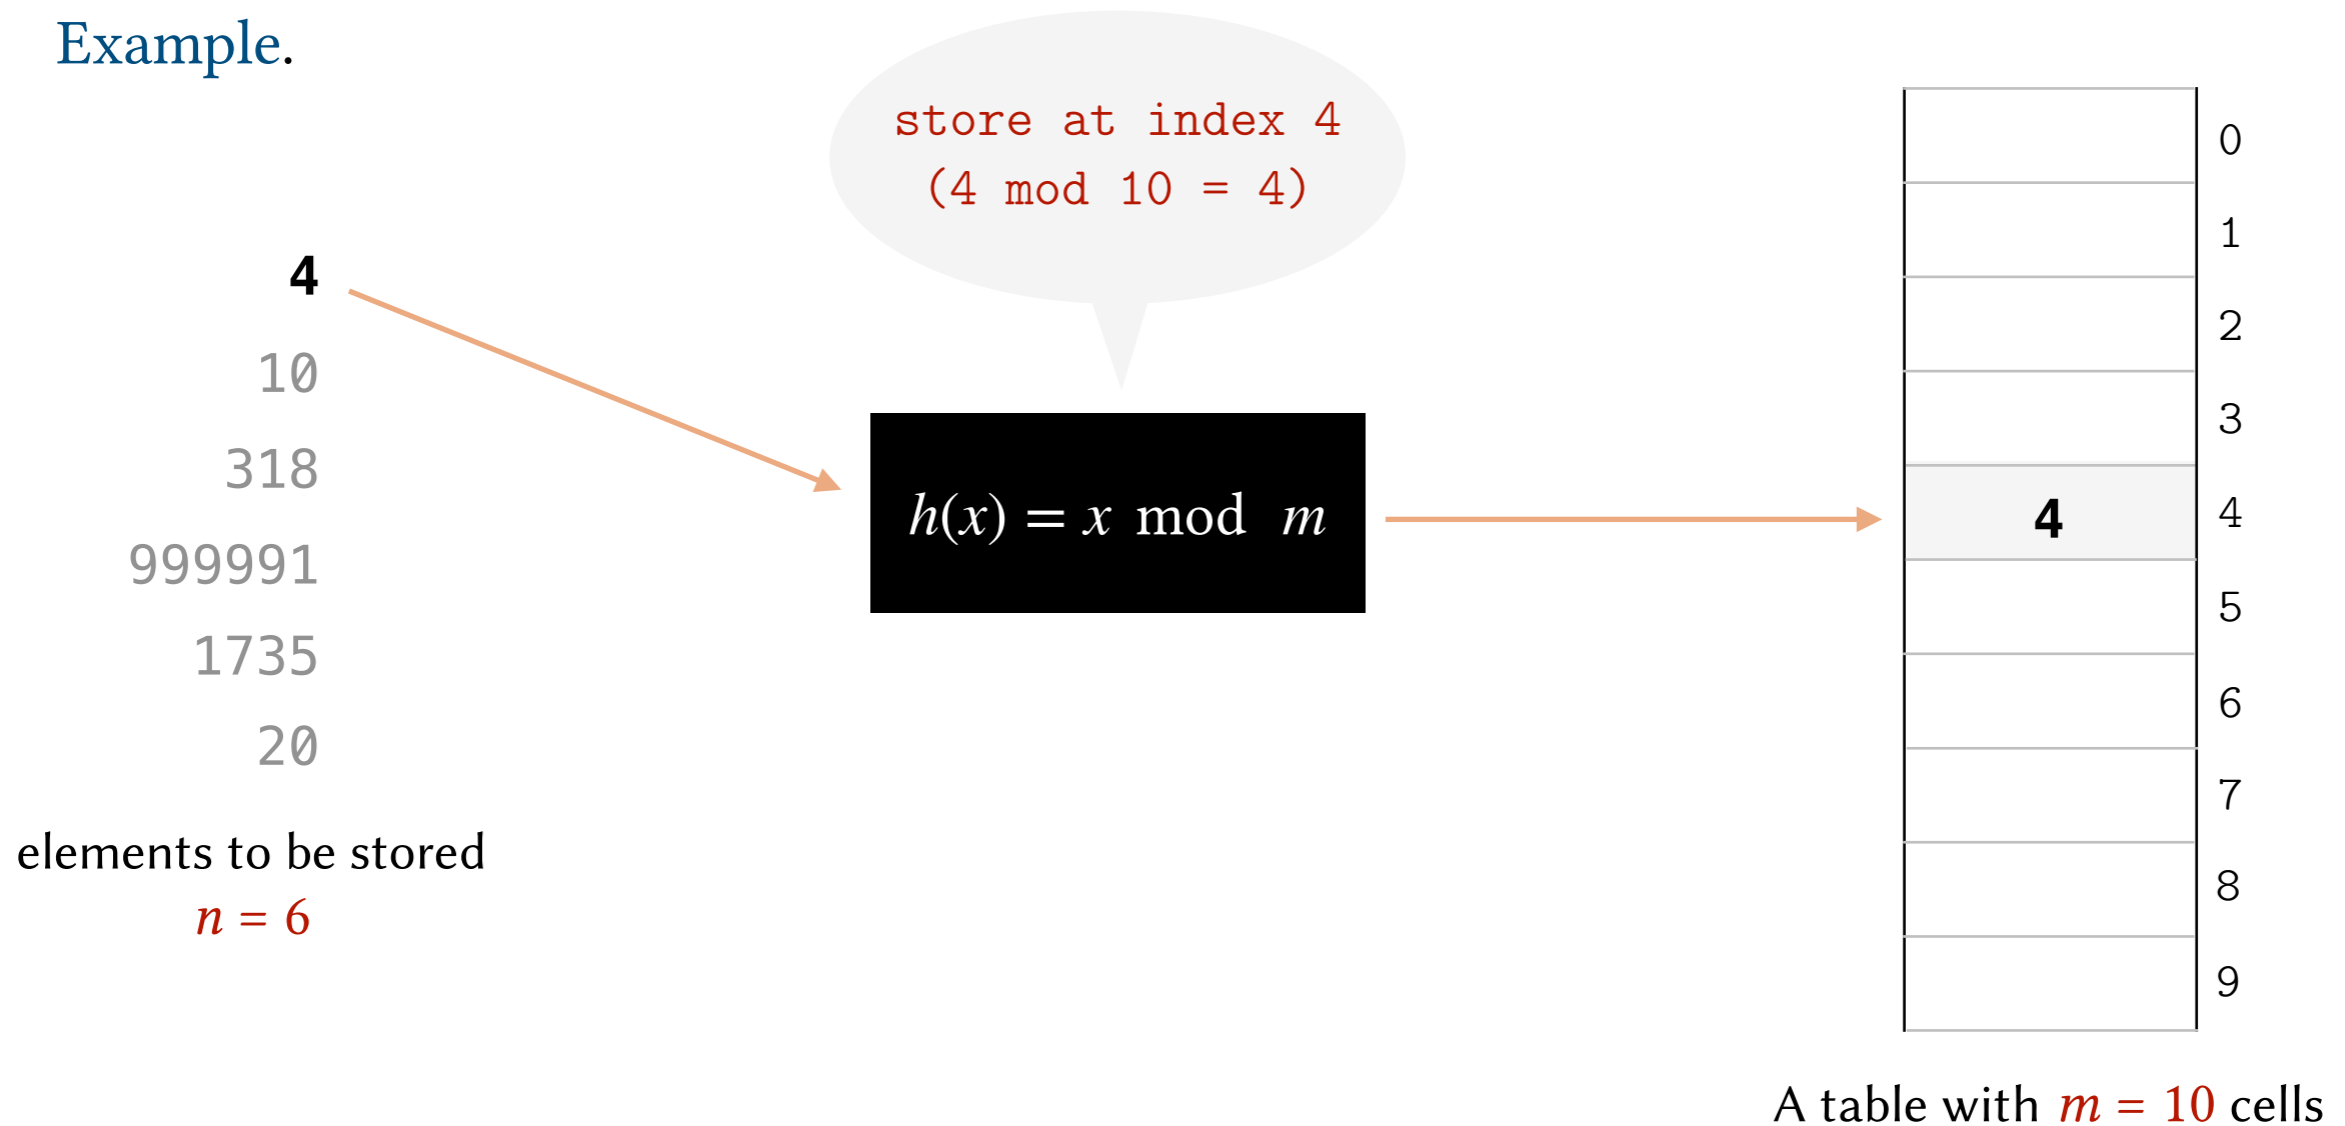 Example.
store at index 4
(4 mod 10 = 4)
4
10
318
999991
1735
20
elements to be stored
n = 6
h(x) = x mod m
4
0
1
2
3
4
5
6
7
8
9
A table with m = 10 cells